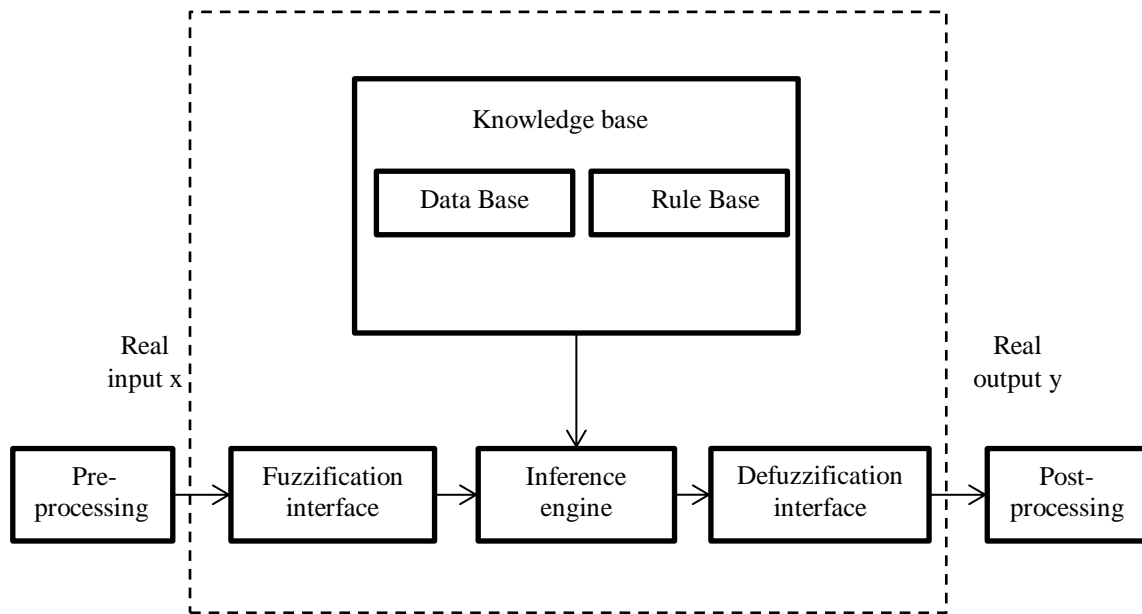 Knowledge base
Data Base
Rule Base
Real
input x
Real
output y
Pre-
processing
Fuzzification
interface
Inference
engine
Defuzzification
interface
Post-
processing